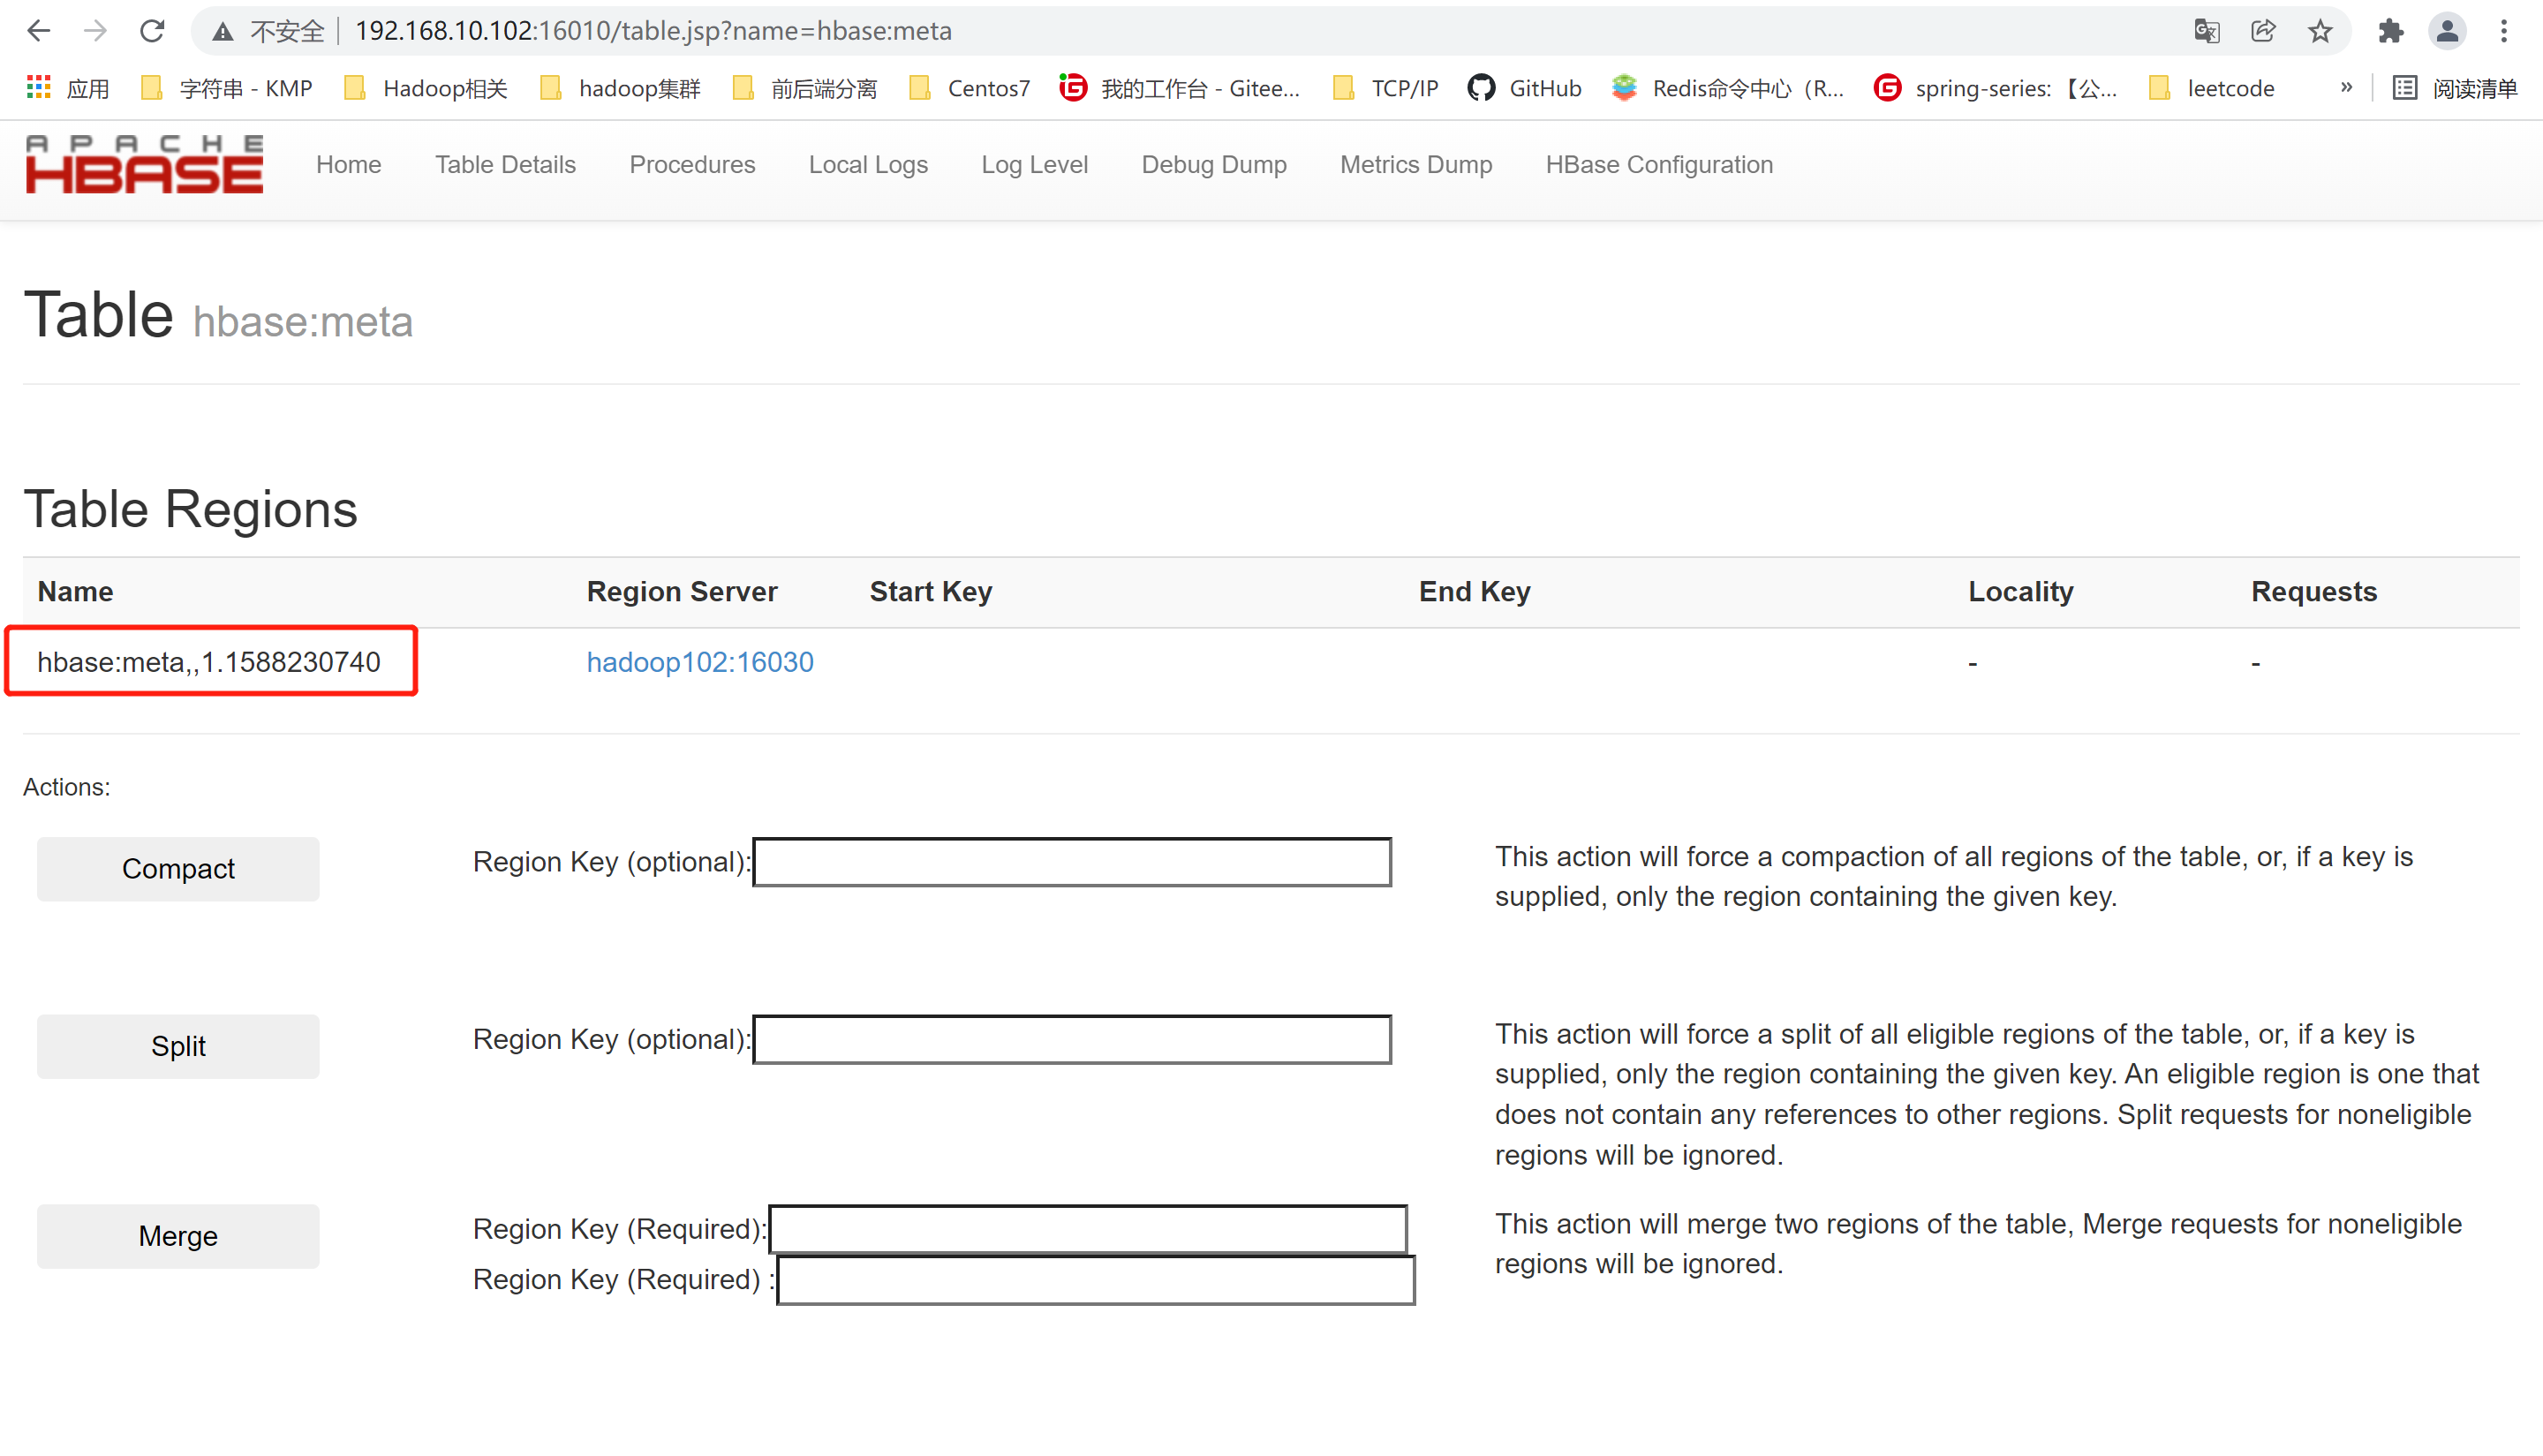 不安全 192.168.10.102:16010/table.jsp?name=hbase:meta
应用 字符串 - KMP Hadoop相关 hadoop集群 前后端分离 Centos7 我的工作台 - Gitee... TCP/IP GitHub Redis命令中心（R... spring-series: 【公... leetcode » 阅读清单
APACHE HBASE Home Table Details Procedures Local Logs Log Level Debug Dump Metrics Dump HBase Configuration
Table hbase:meta
Table Regions
Name Region Server Start Key End Key Locality Requests
hbase:meta,,1.1588230740 hadoop102:16030 - -
Actions:
Compact Region Key (optional): This action will force a compaction of all regions of the table, or, if a key is
supplied, only the region containing the given key.
Split Region Key (optional): This action will force a split of all eligible regions of the table, or, if a key is
supplied, only the region containing the given key. An eligible region is one that
does not contain any references to other regions. Split requests for noneligible
regions will be ignored.
Merge Region Key (Required): This action will merge two regions of the table, Merge requests for noneligible
Region Key (Required) : regions will be ignored.